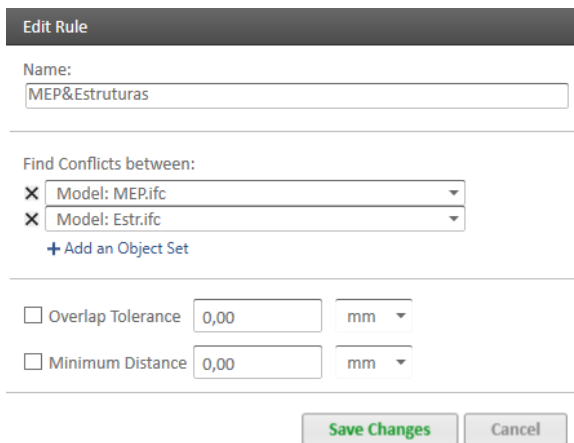 Edit Rule
Name:
MEP&Estruturas
Find Conflicts between:
Model: MEP.ifc
Model: Estr.ifc
+ Add an Object Set
Overlap Tolerance 0,00 mm
Minimum Distance 0,00 mm
Save Changes Cancel